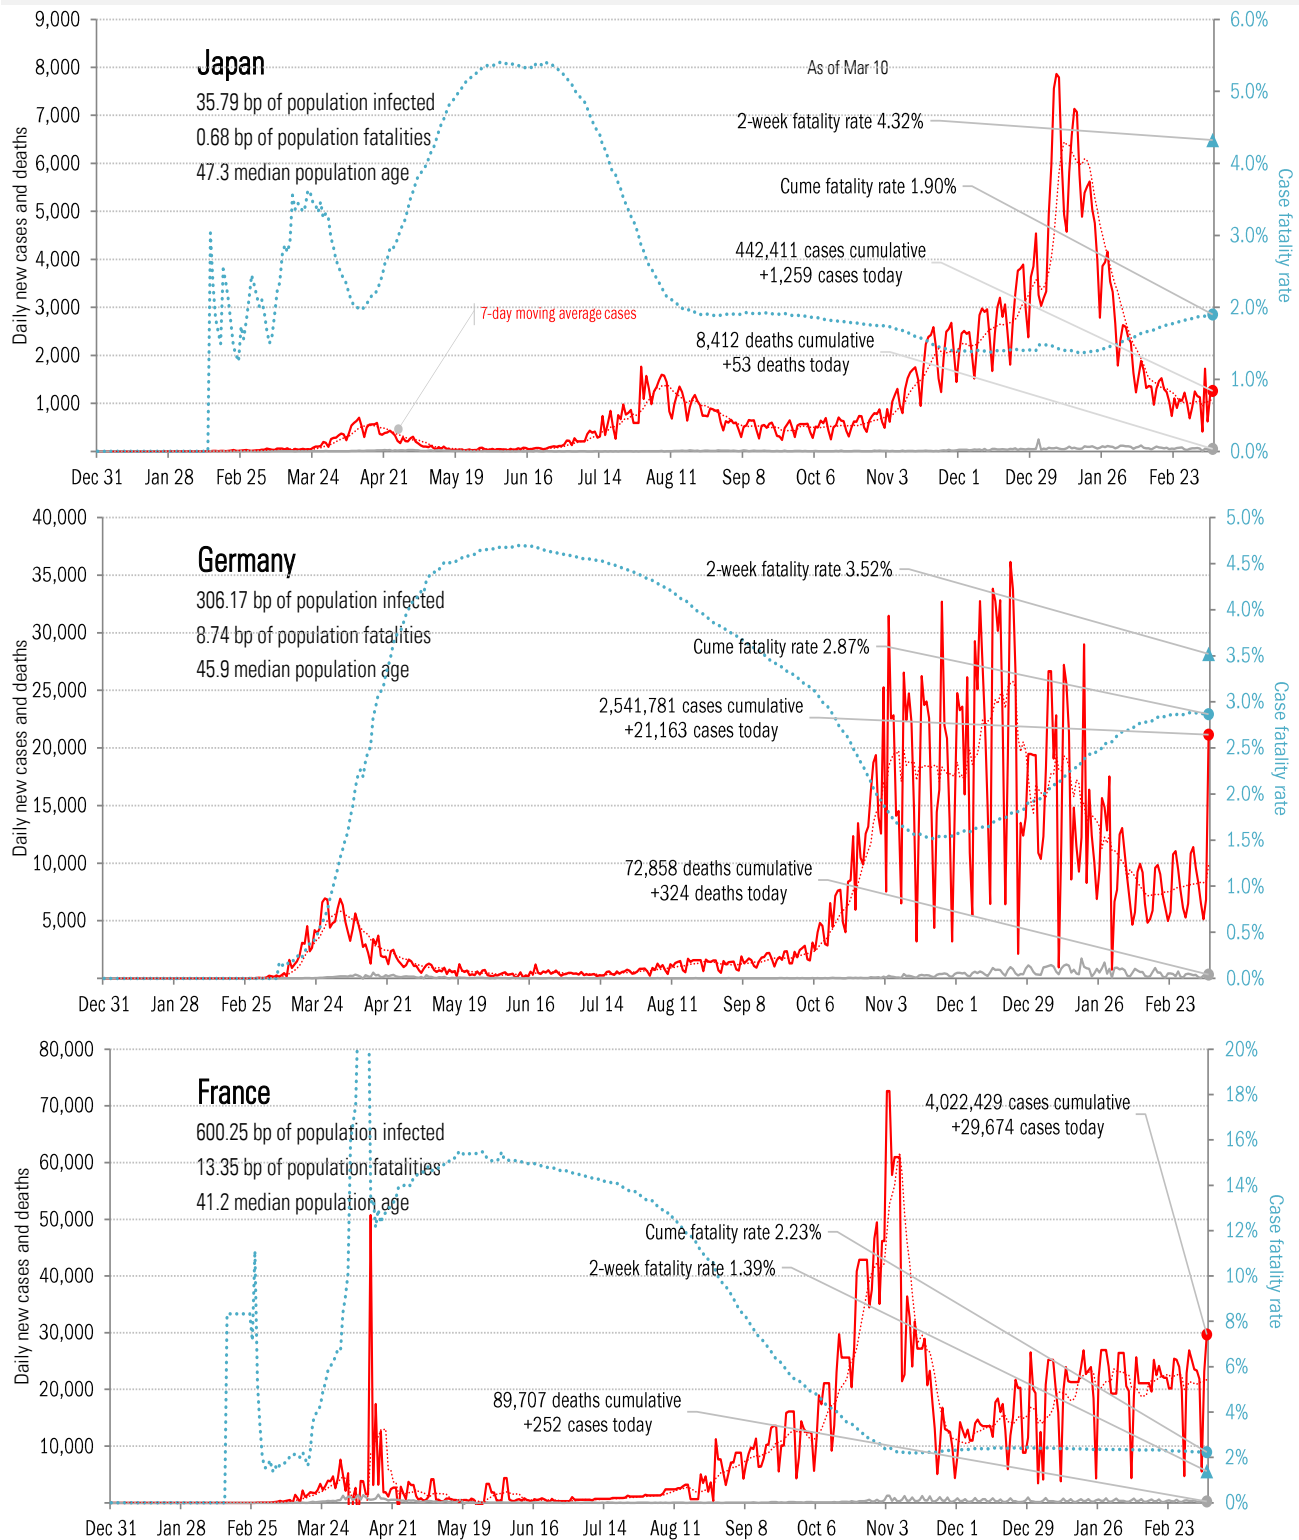 9,000
8,000
7,000
6,000
5,000
4,000
3,000
2,000
1,000
Daily new cases and deaths
Japan
35.79 bp of population infected
0.68 bp of population fatalities
47.3 median population age
As of Mar 10
2-week fatality rate 4.32%
Cume fatality rate 1.90%
442,411 cases cumulative
+1,259 cases today
7-day moving average cases
8,412 deaths cumulative
+53 deaths today
6.0%
5.0%
4.0%
3.0%
2.0%
1.0%
0.0%
Case fatality rate
Dec 31 Jan 28 Feb 25 Mar 24 Apr 21 May 19 Jun 16 Jul 14 Aug 11 Sep 8 Oct 6 Nov 3 Dec 1 Dec 29 Jan 26 Feb 23
40,000
35,000
30,000
25,000
20,000
15,000
10,000
5,000
Daily new cases and deaths
Germany
306.17 bp of population infected
8.74 bp of population fatalities
45.9 median population age
2-week fatality rate 3.52%
Cume fatality rate 2.87%
2,541,781 cases cumulative
+21,163 cases today
72,858 deaths cumulative
+324 deaths today
5.0%
4.5%
4.0%
3.5%
3.0%
2.5%
2.0%
1.5%
1.0%
0.5%
0.0%
Case fatality rate
Dec 31 Jan 28 Feb 25 Mar 24 Apr 21 May 19 Jun 16 Jul 14 Aug 11 Sep 8 Oct 6 Nov 3 Dec 1 Dec 29 Jan 26 Feb 23
80,000
70,000
60,000
50,000
40,000
30,000
20,000
10,000
Daily new cases and deaths
France
600.25 bp of population infected
13.35 bp of population fatalities
41.2 median population age
4,022,429 cases cumulative
+29,674 cases today
Cume fatality rate 2.23%
2-week fatality rate 1.39%
89,707 deaths cumulative
+252 cases today
20%
18%
16%
14%
12%
10%
8%
6%
4%
2%
0%
Case fatality rate
Dec 31 Jan 28 Feb 25 Mar 24 Apr 21 May 19 Jun 16 Jul 14 Aug 11 Sep 8 Oct 6 Nov 3 Dec 1 Dec 29 Jan 26 Feb 23